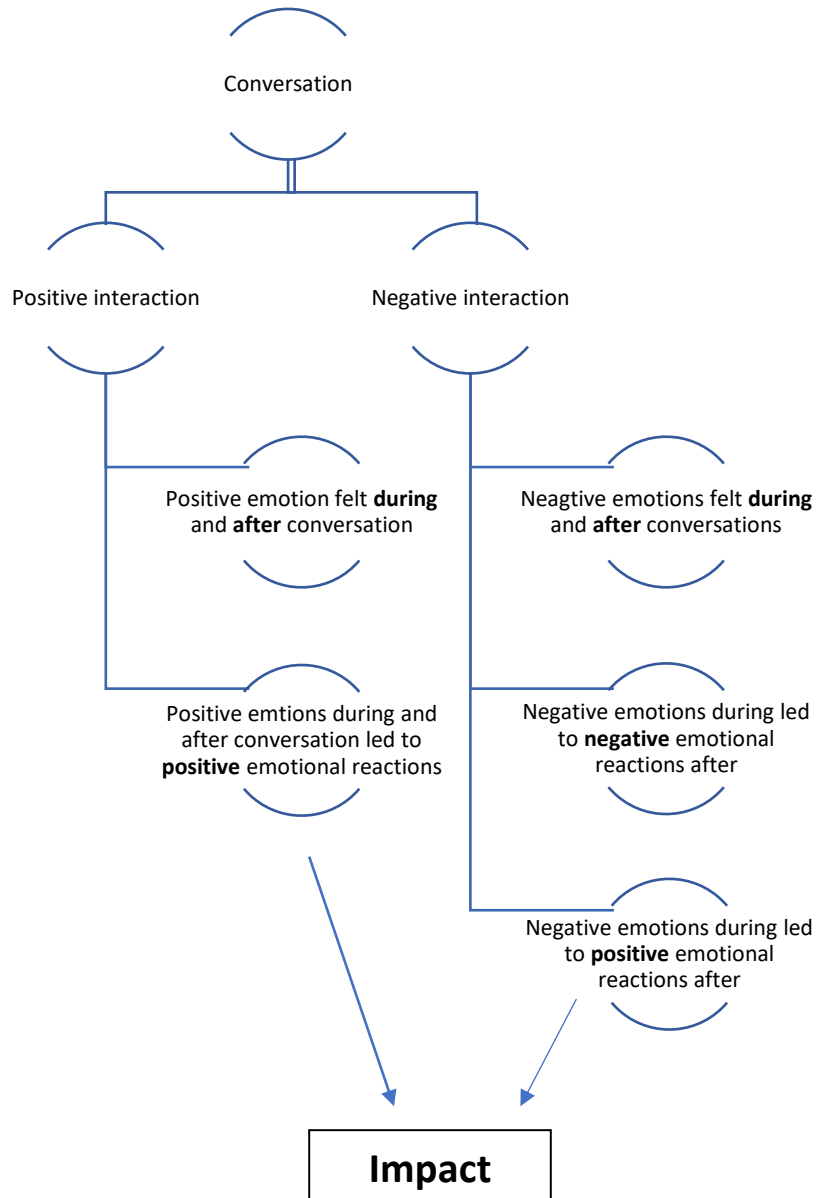 Conversation
Positive interaction
Negative interaction
Positive emotion felt during
and after conversation
Neagtive emotions felt during
and after conversations
Positive emtions during and
after conversation led to
positive emotional reactions
Negative emotions during led
to negative emotional
reactions after
Negative emotions during led
to positive emotional
reactions after
Impact